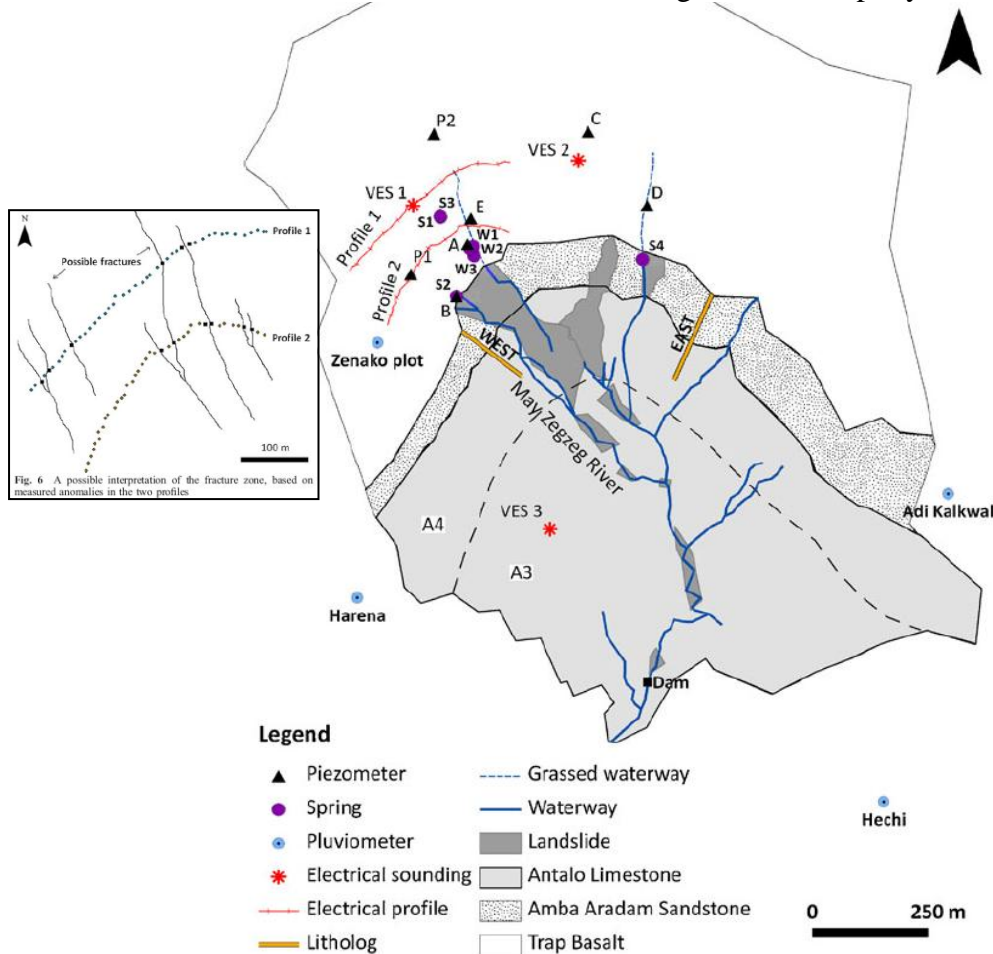 P2
C
VES 2
VES 1
D
S3
S1
E
Profile 1
W1
A
W2
W3
S4
P1
Profile 2
S2
B
Zenako plot
WEST
EAST
May Zegzeg River
Adi Kalkwal
VES 3
A4
A3
Harena
Dam
Hechi
N
Possible fractures
Profile 1
Profile 2
100 m
Fig. 6 A possible interpretation of the fracture zone, based on
measured anomalies in the two profiles
Legend
Piezometer
Spring
Pluviometer
Electrical sounding
Electrical profile
Litholog
Grassed waterway
Waterway
Landslide
Antalo Limestone
Amba Aradam Sandstone
Trap Basalt
0 250 m